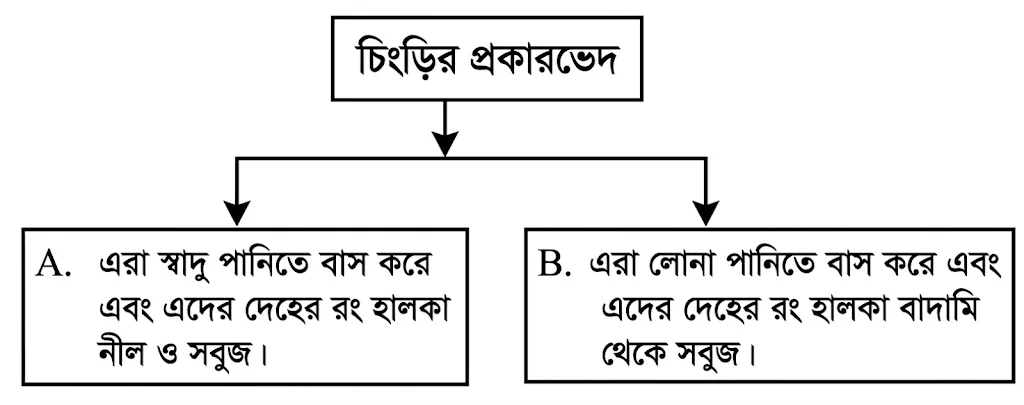 চিংড়ির প্রকারভেদ
A. এরা স্বাদু পানিতে বাস করে
এবং এদের দেহের রং হালকা
নীল ও সবুজ।
B. এরা লোনা পানিতে বাস করে এবং
এদের দেহের রং হালকা বাদামি
থেকে সবুজ।